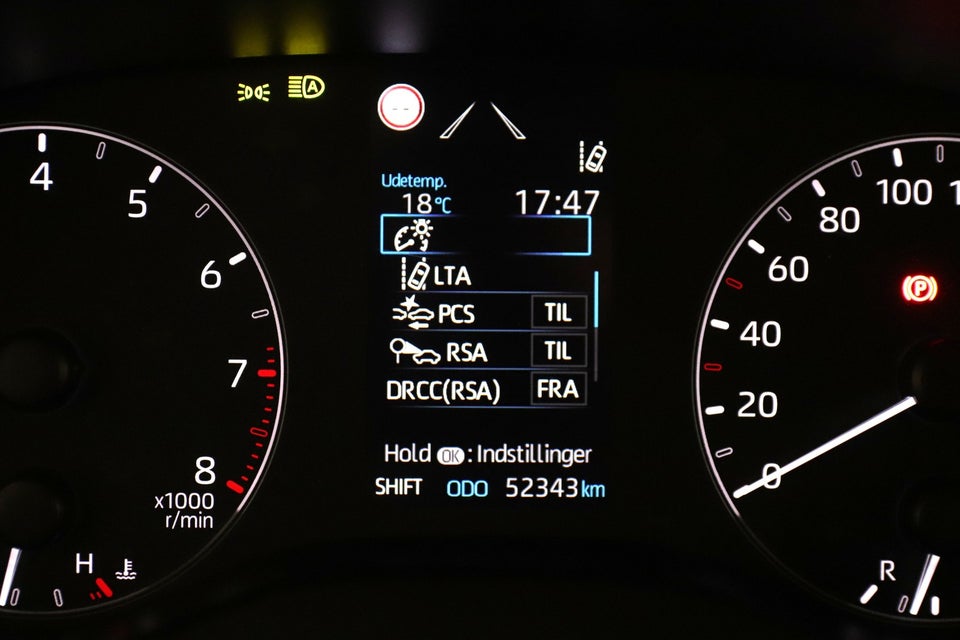 A
Udetemp.
18°C 17:47
LTA
PCS TIL
RSA TIL
DRCC(RSA) FRA
Hold OK : Indstillinger
SHIFT ODO 52343 km
4
5
6
7
8
x1000
r/min
H
100
80
60
40
20
0
P
R